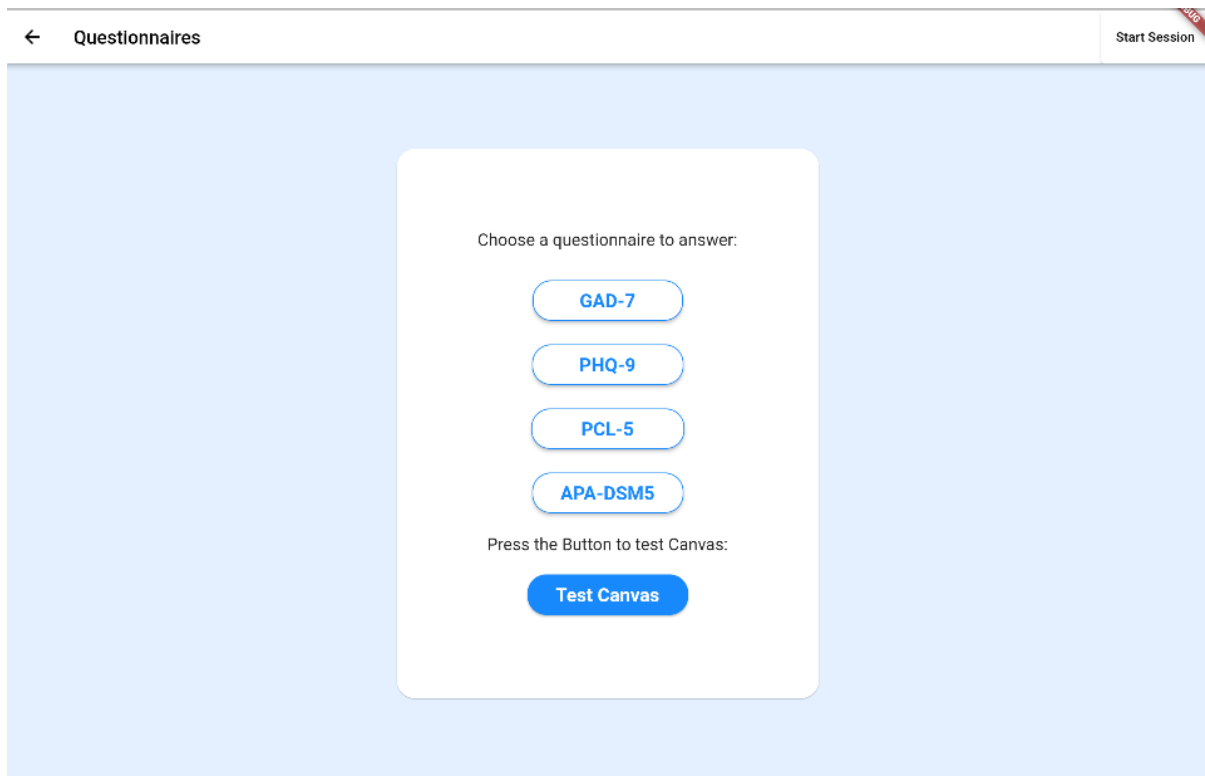 Questionnaires
Start Session
Choose a questionnaire to answer:
GAD-7
PHQ-9
PCL-5
APA-DSM5
Press the Button to test Canvas:
Test Canvas